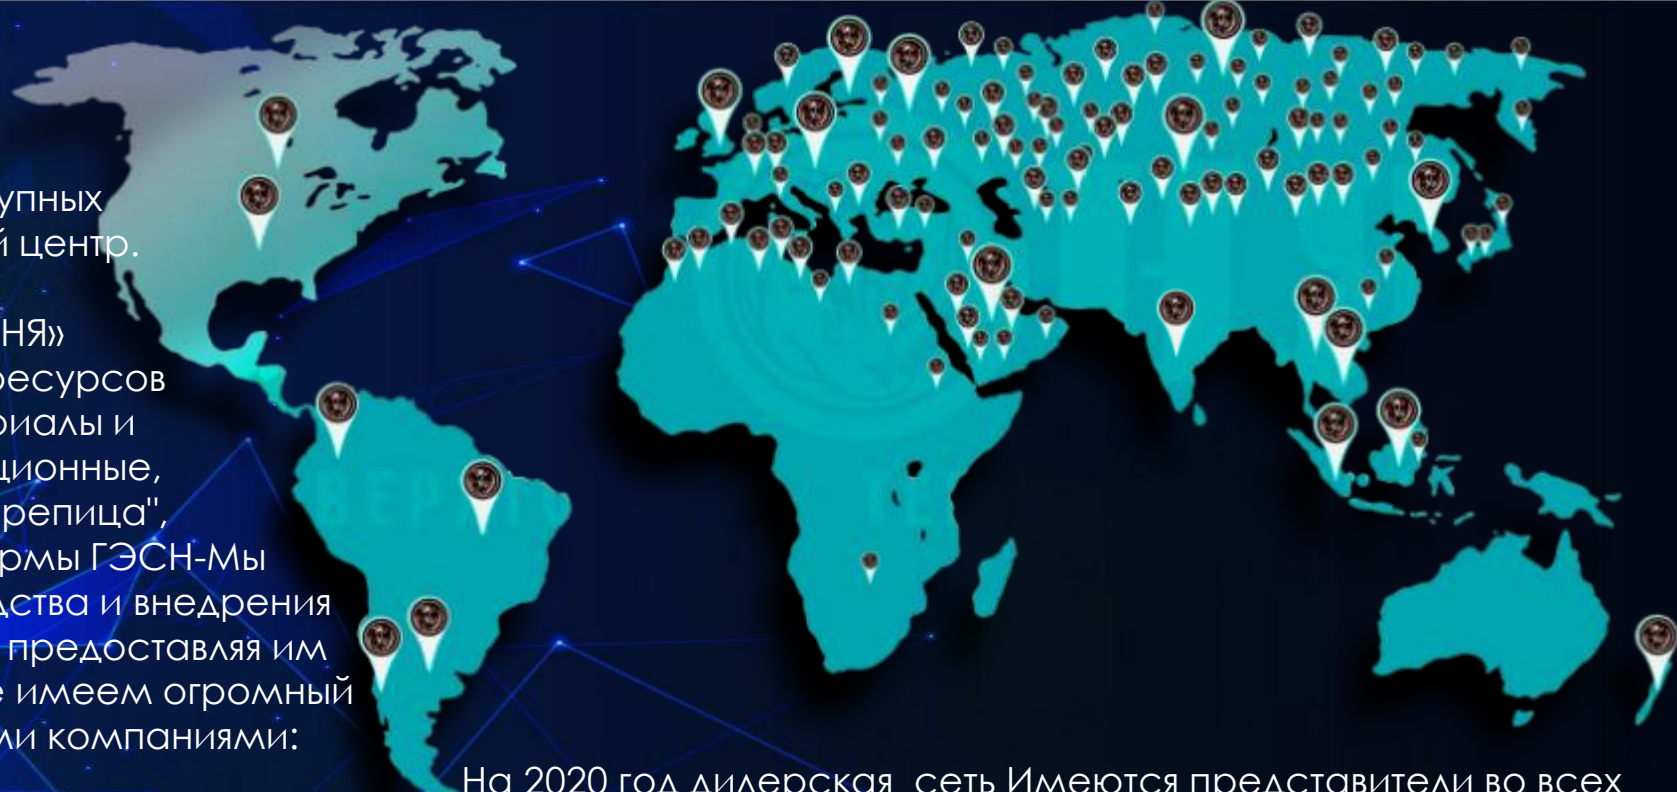 упных
й центр.
НЯ»
ресурсов
риалы и
ционные,
репица",
рмы ГЭСН-Мы
дства и внедрения
предоставляя им
е имеем огромный
ми компаниями:
На 2020 год дилерская сеть Имеются представители во всех